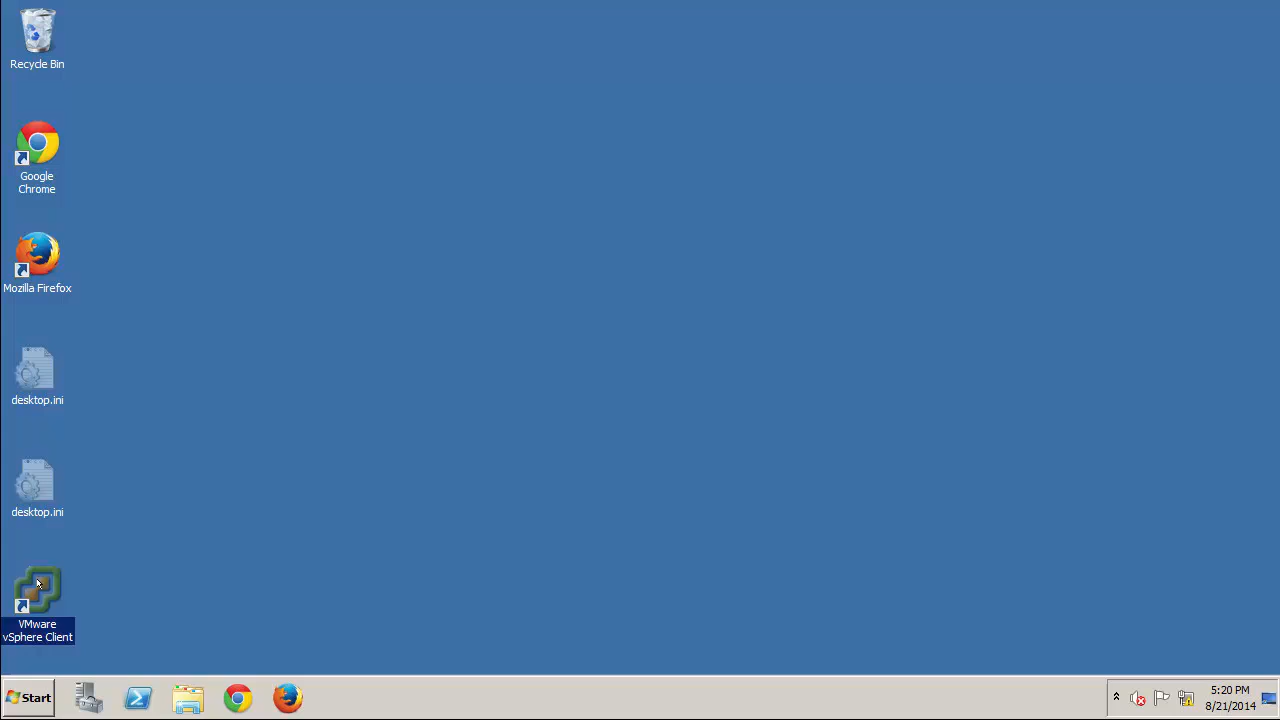 Recycle Bin
Google
Chrome
Mozilla Firefox
desktop.ini
desktop.ini
VMware
vSphere Client
Start
5:20 PM
8/21/2014